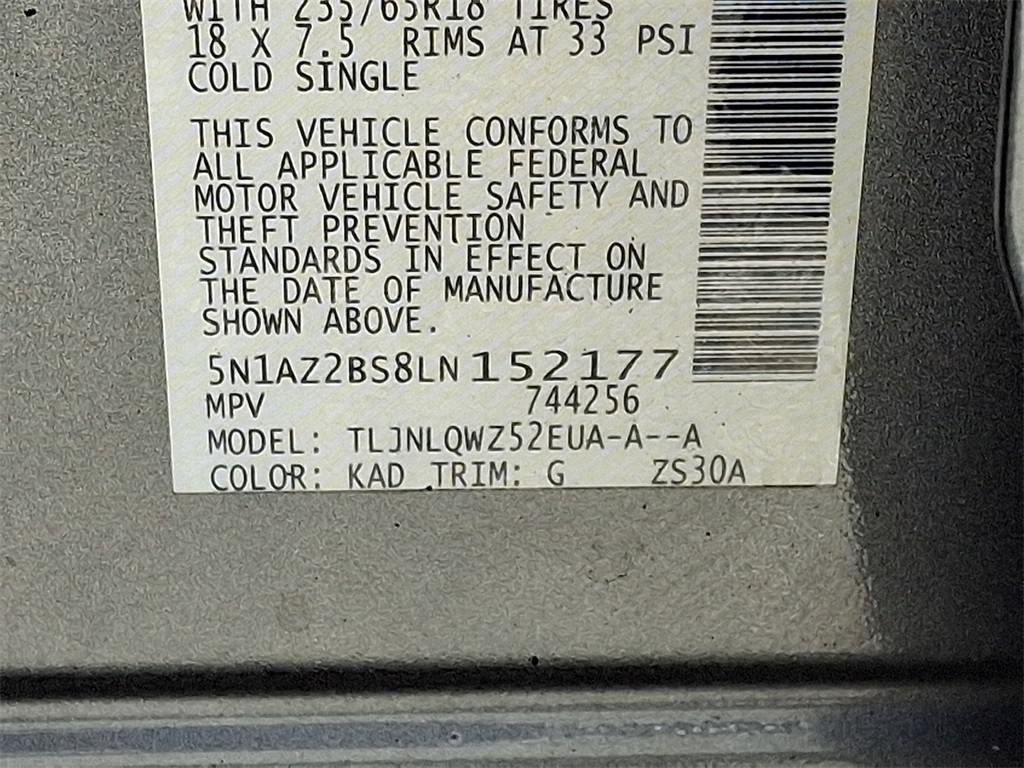 WITH 235/65R18 TIRES
18 X 7.5 RIMS AT 33 PSI
COLD SINGLE
THIS VEHICLE CONFORMS TO
ALL APPLICABLE FEDERAL
MOTOR VEHICLE SAFETY AND
THEFT PREVENTION
STANDARDS IN EFFECT ON
THE DATE OF MANUFACTURE
SHOWN ABOVE.
5N1AZ2BS8LN152177
MPV 744256
MODEL: TLJNLQWZ52EUA-A--A
COLOR: KAD TRIM: G ZS30A